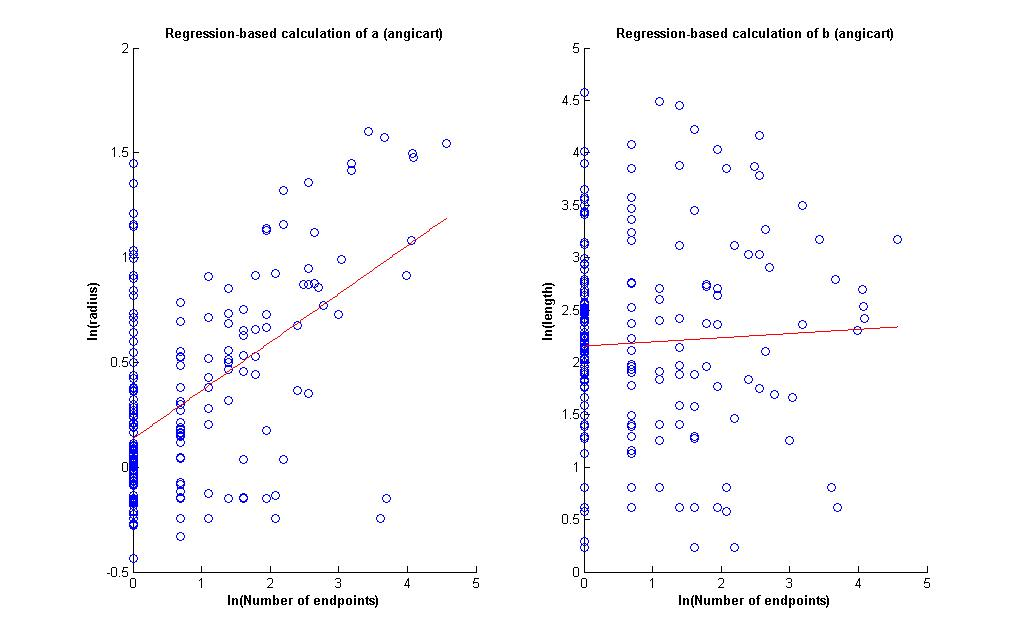 Regression-based calculation of a (angicart)
2
1.5
1
0.5
0
-0.5
0 1 2 3 4 5
ln(radius)
ln(Number of endpoints)
Regression-based calculation of b (angicart)
5
4.5
4
3.5
3
2.5
2
1.5
1
0.5
0
0 1 2 3 4 5
ln(length)
ln(Number of endpoints)